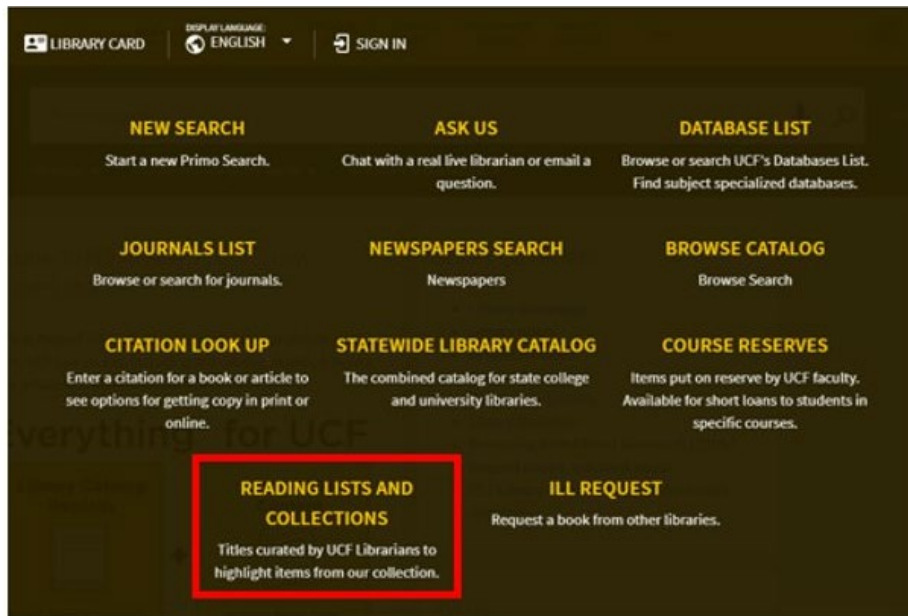 LIBRARY CARD
DISPLAY LANGUAGE:
ENGLISH
SIGN IN
NEW SEARCH
Start a new Primo Search.
ASK US
Chat with a real live librarian or email a
question.
DATABASE LIST
Browse or search UCF's Databases List.
Find subject specialized databases.
JOURNALS LIST
Browse or search for journals.
NEWSPAPERS SEARCH
Newspapers
BROWSE CATALOG
Browse Search
CITATION LOOK UP
Enter a citation for a book or article to
see options for getting copy in print or
online.
STATEWIDE LIBRARY CATALOG
The combined catalog for state college
and university libraries.
COURSE RESERVES
Items put on reserve by UCF faculty.
Available for short loans to students in
specific courses.
everything" for UCF
READING LISTS AND
COLLECTIONS
Titles curated by UCF Librarians to
highlight items from our collection.
ILL REQUEST
Request a book from other libraries.